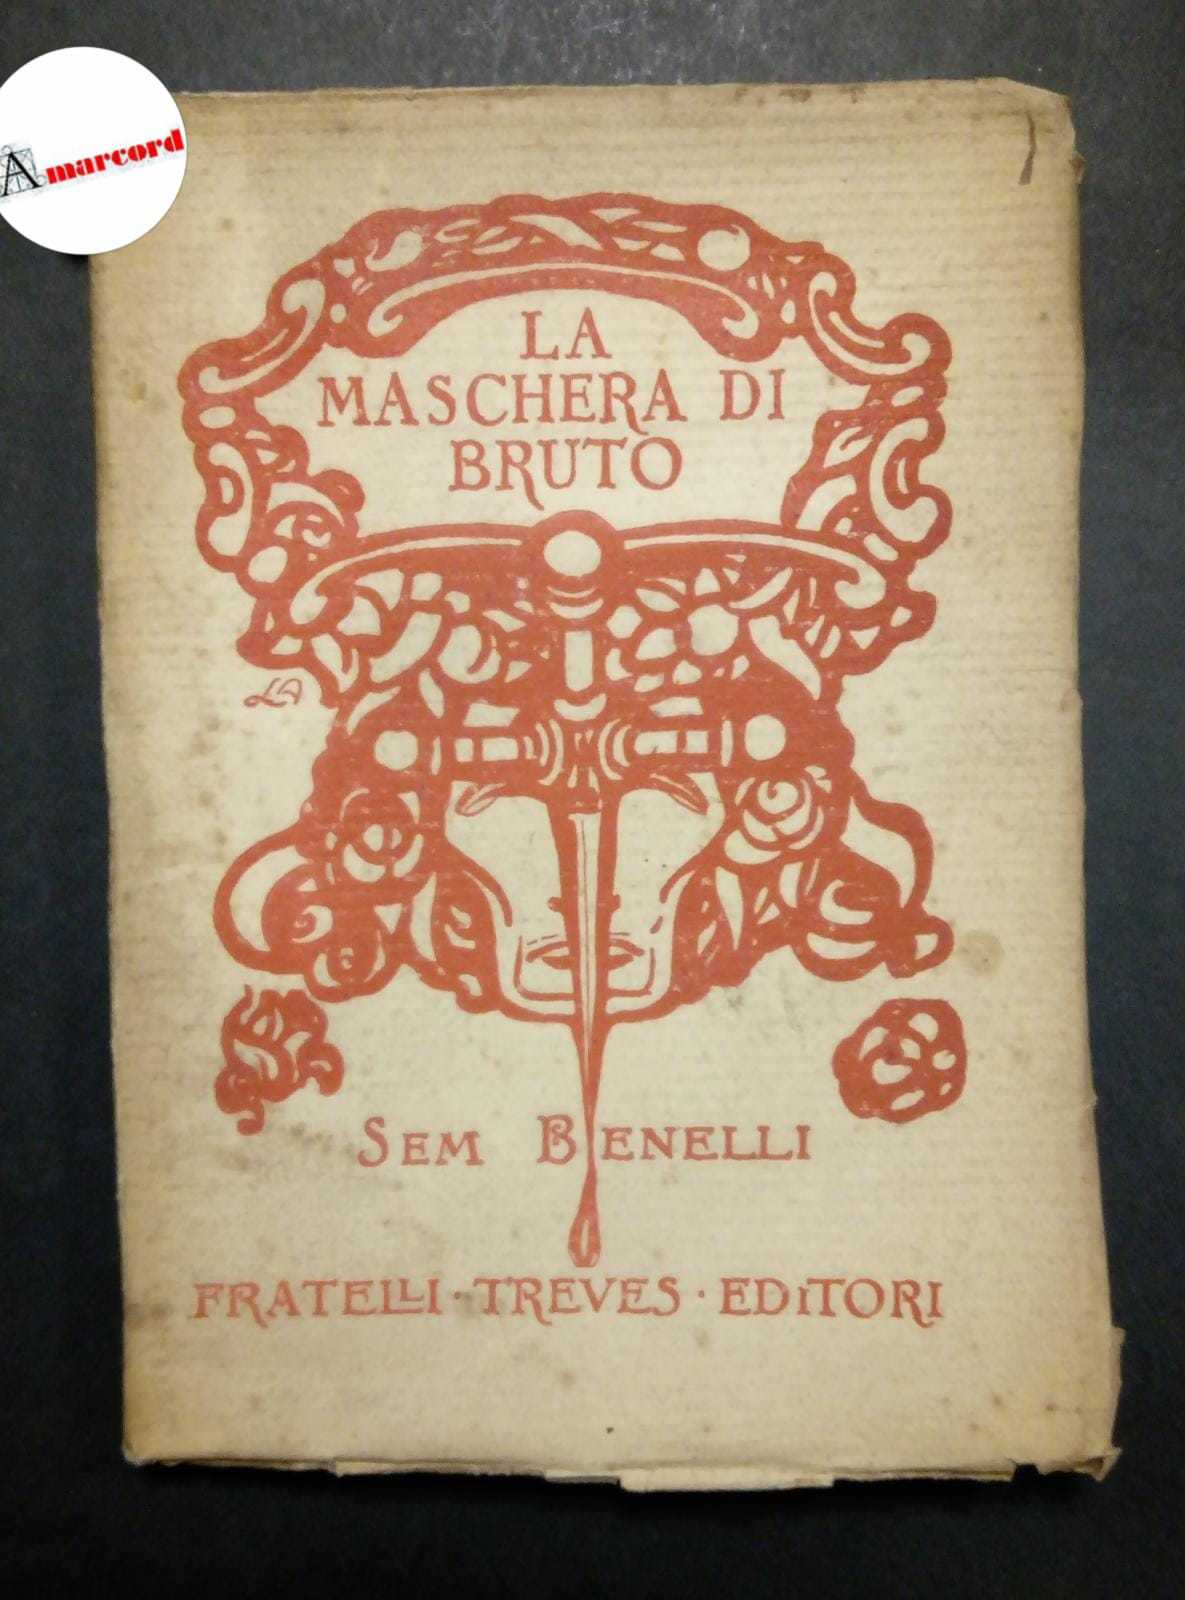 Amarcord
LA
MASCHERA DI
BRUTO
LA
SEM BENELLI
FRATELLI · TREVES · EDiTORI